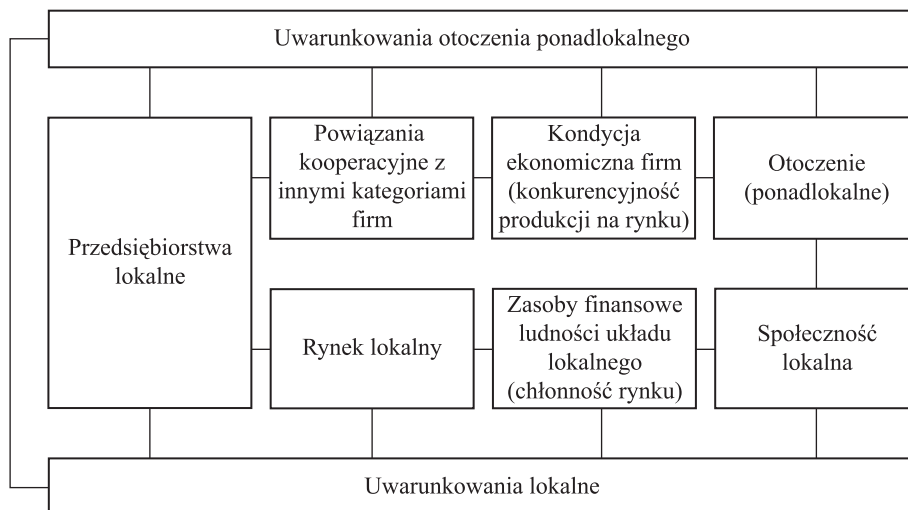 Uwarunkowania otoczenia ponadlokalnego
Przedsiębiorstwa
lokalne
Powiązania
kooperacyjne z
innymi kategoriami
firm
Kondycja
ekonomiczna firm
(konkurencyjność
produkcji na rynku)
Otoczenie
(ponadlokalne)
Rynek lokalny
Zasoby finansowe
ludności układu
lokalnego
(chłonność rynku)
Społeczność
lokalna
Uwarunkowania lokalne